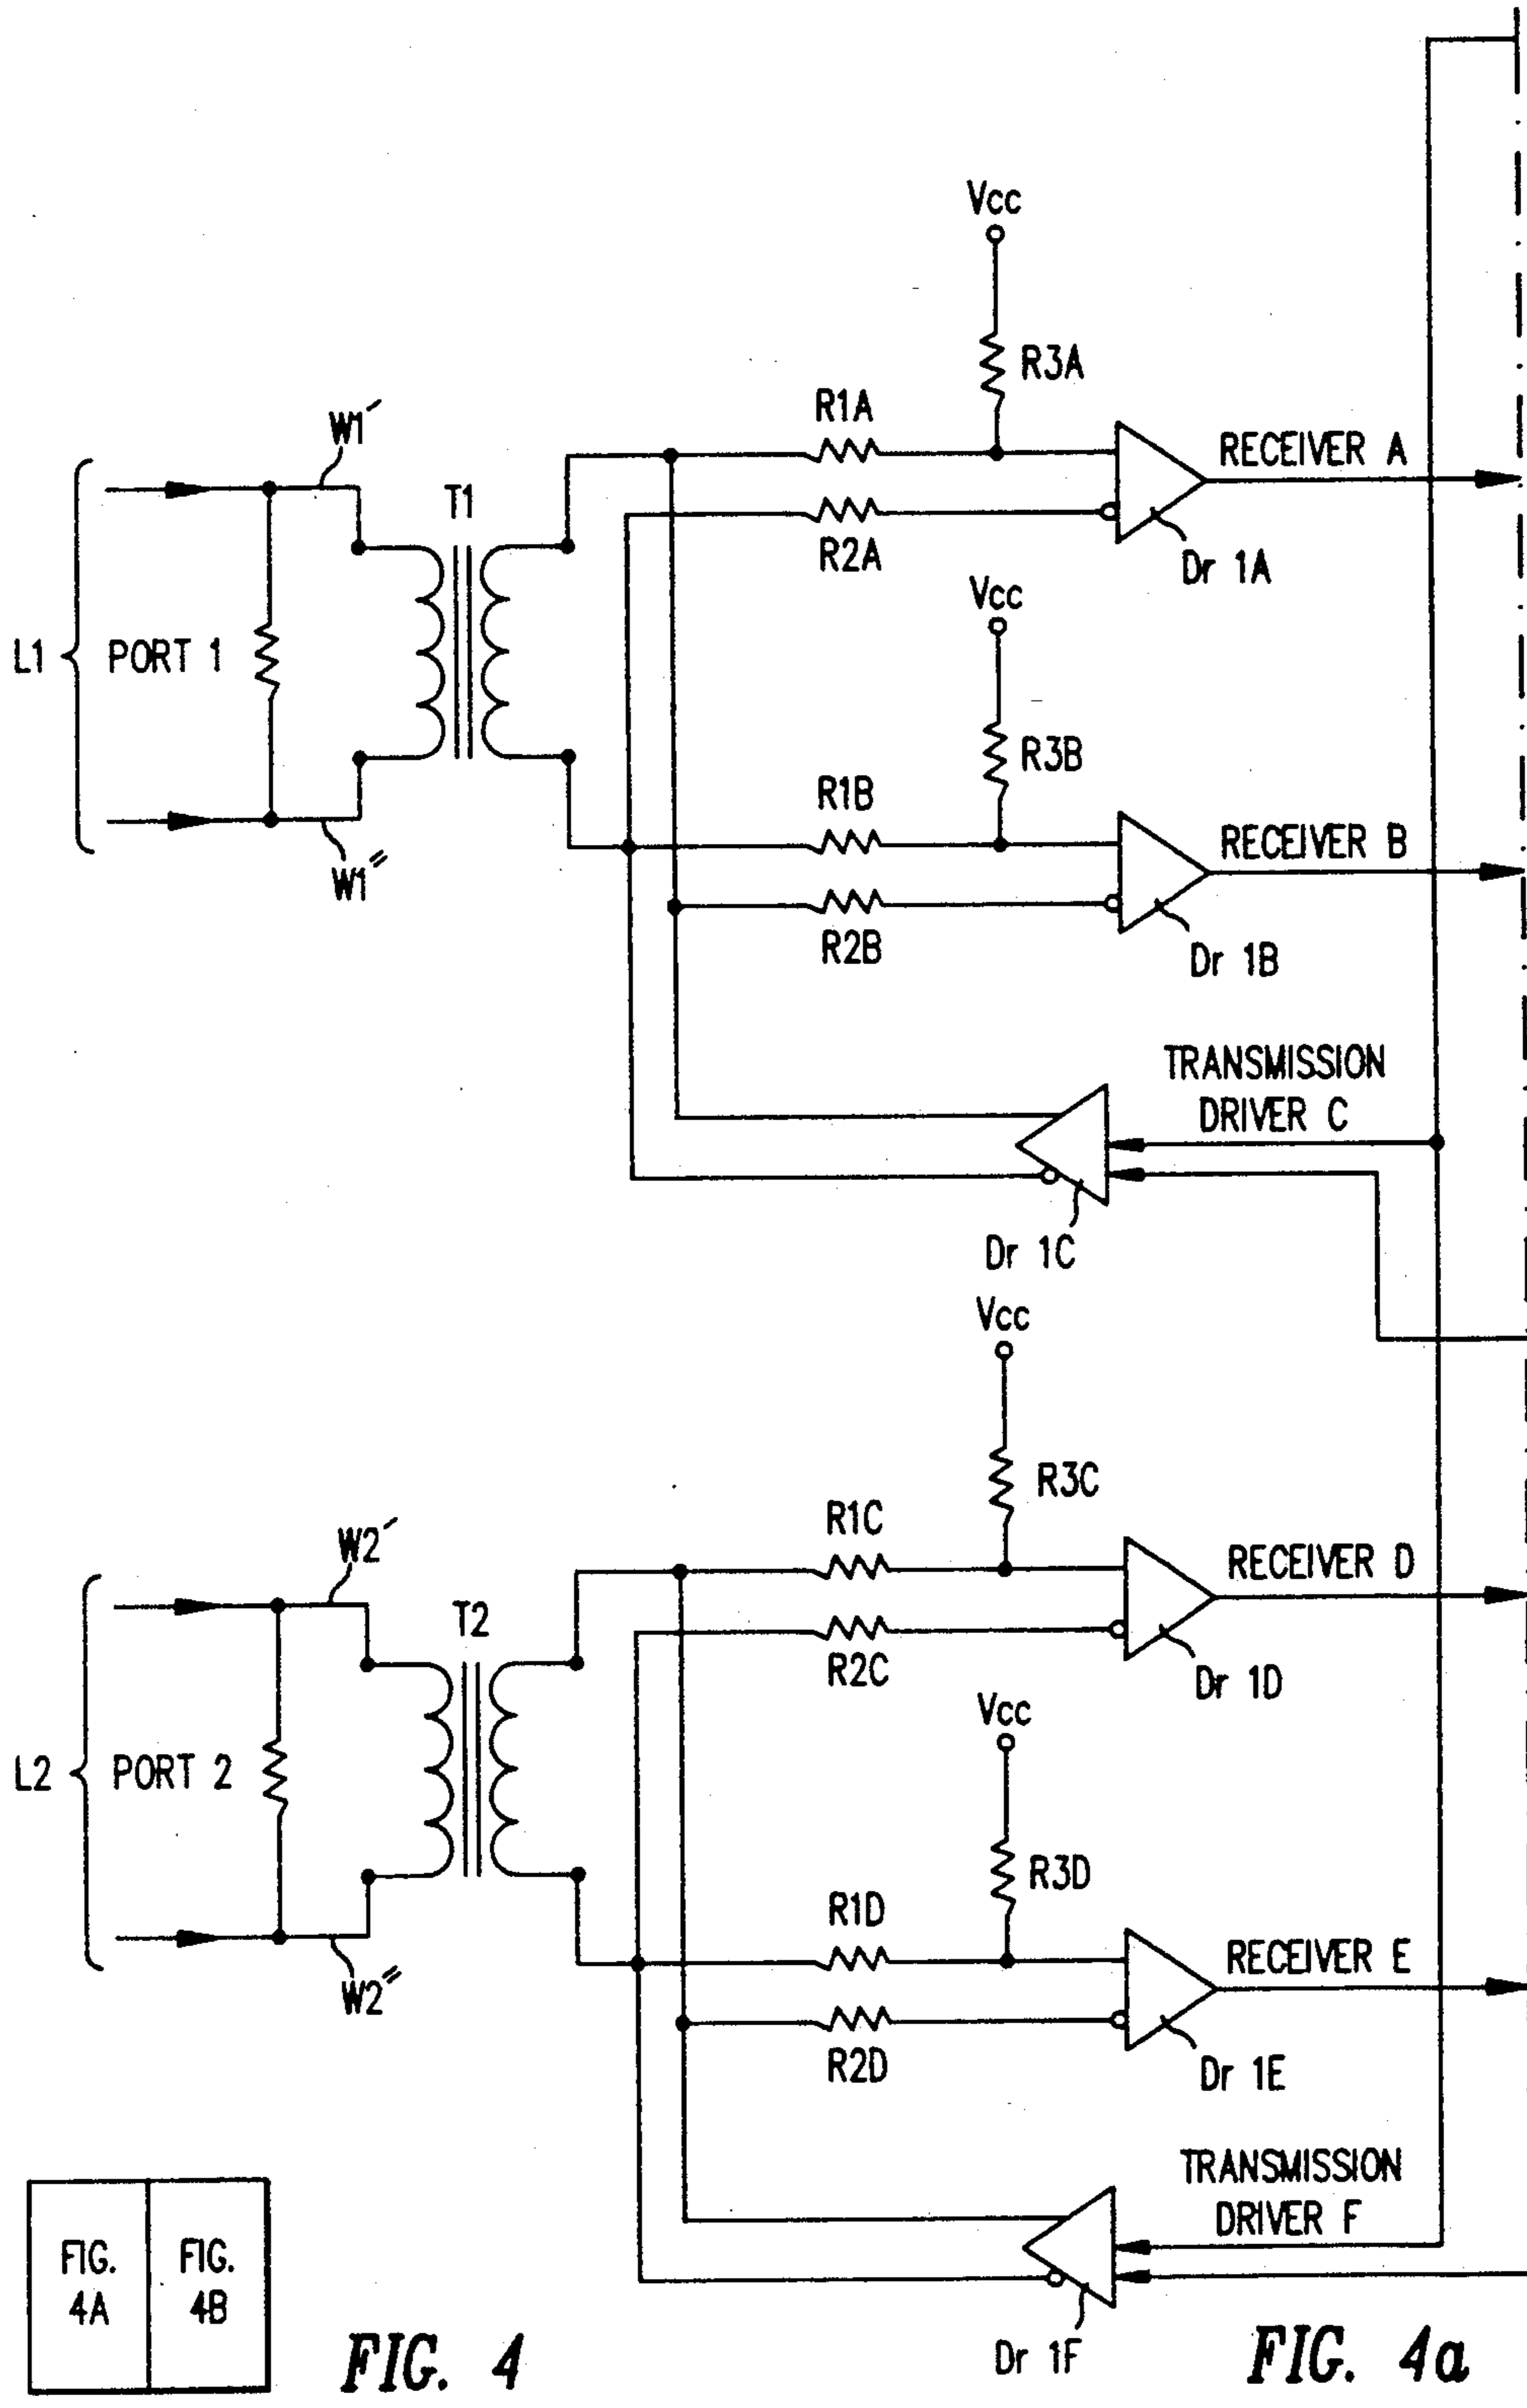 Vcc
R3A
R1A
RECEIVER A
W1′
T1
R2A
Dr 1A
Vcc
L1
PORT 1
R3B
R1B
RECEIVER B
W1″
R2B
Dr 1B
TRANSMISSION
DRIVER C
Dr 1C
Vcc
R3C
R1C
W2′
RECEIVER D
T2
R2C
Dr 1D
Vcc
L2
PORT 2
R3D
R1D
RECEIVER E
W2″
R2D
Dr 1E
TRANSMISSION
DRIVER F
FIG.
4A
FIG.
4B
Dr 1F
FIG. 4
FIG. 4a